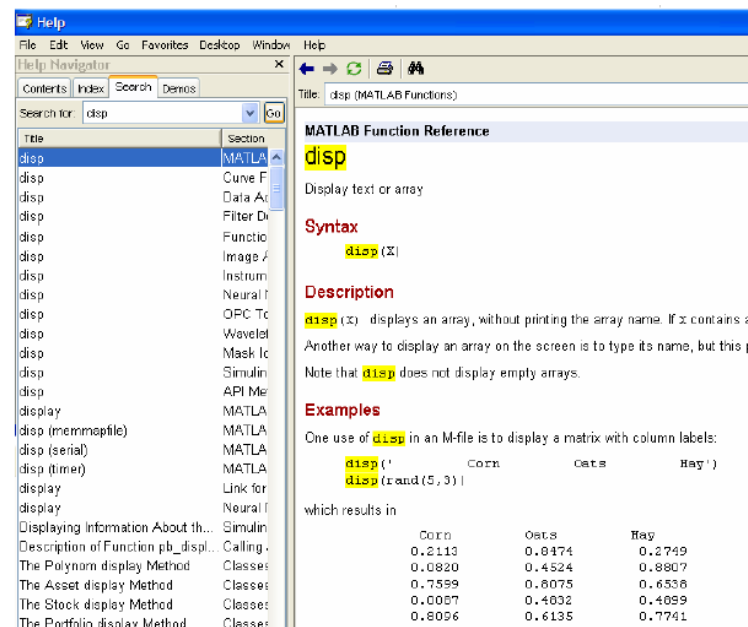 Help
File Edit View Go Favorites Desktop Window Help
Help Navigator
Contents Index Search Demos
Search for: disp Go
Title Section
disp MATLA
disp Curve F
disp Data Ac
disp Filter De
disp Functio
disp Image A
disp Instrum
disp Neural N
disp OPC To
disp Wavelet
disp Mask Ic
disp Simulin
disp API Met
display MATLA
disp (memmapfile) MATLA
disp (serial) MATLA
disp (timer) MATLA
display Link for
display Neural N
Displaying Information About th... Simulin
Description of Function pb_displ... Calling
The Polynom display Method Classes
The Asset display Method Classes
The Stock display Method Classes
The Portfolio display Method Classes
Title: disp (MATLAB Functions)
MATLAB Function Reference
disp
Display text or array
Syntax
disp(X)
Description
disp(X) displays an array, without printing the array name. If X contains a
Another way to display an array on the screen is to type its name, but this p
Note that disp does not display empty arrays.
Examples
One use of disp in an M-file is to display a matrix with column labels:
disp(' Corn Oats Hay')
disp(rand(5,3))
which results in
Corn Oats Hay
0.2113 0.8474 0.2749
0.0820 0.4524 0.8807
0.7599 0.8075 0.6538
0.0087 0.4832 0.4899
0.8096 0.6135 0.7741